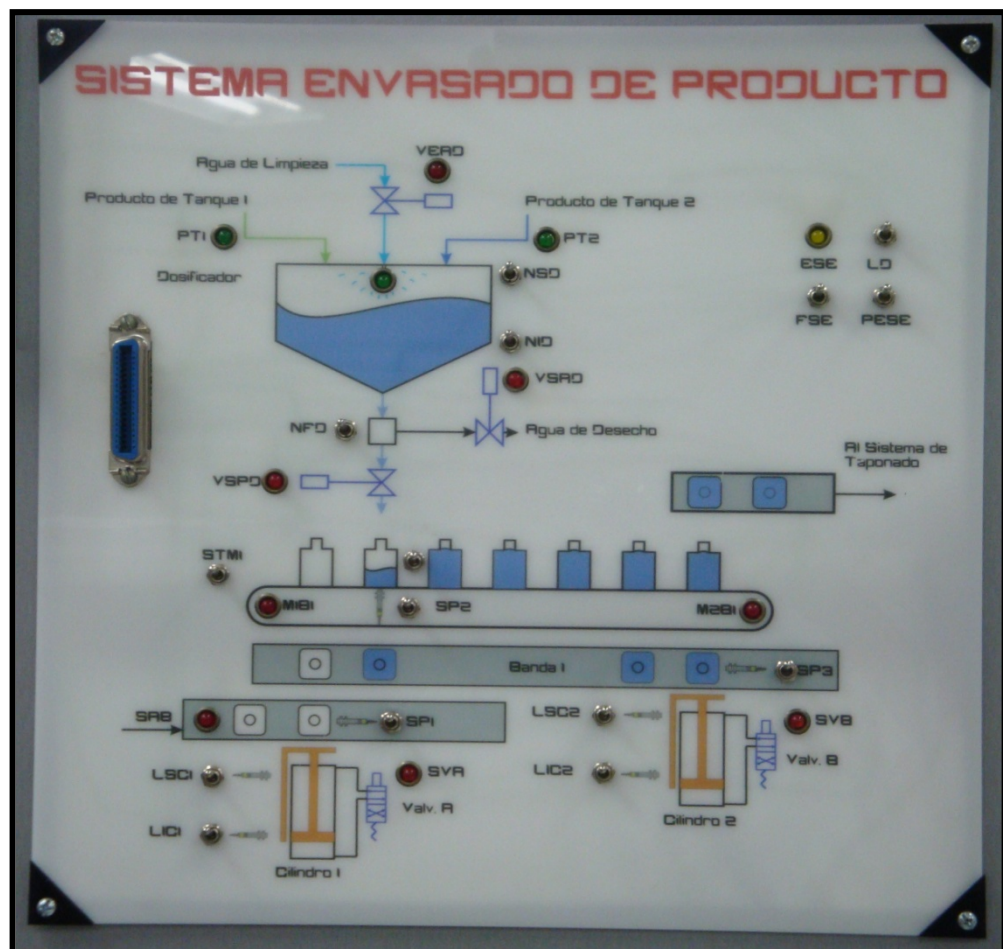 SISTEMA ENVASADO DE PRODUCTO
VERD
Agua de Limpieza
Producto de Tanque 1
Producto de Tanque 2
PT1
PT2
ESE
LD
Dosificador
NSD
FSE
PESE
NID
VSRD
NFD
Agua de Desecho
Al Sistema de
Taponado
VSPD
STM1
M1B1
SP2
M2B1
Banda 1
SP3
SAB
SP1
LSC2
SVB
LSC1
SVA
LIC2
Valv. B
Valv. A
LIC1
Cilindro 2
Cilindro 1